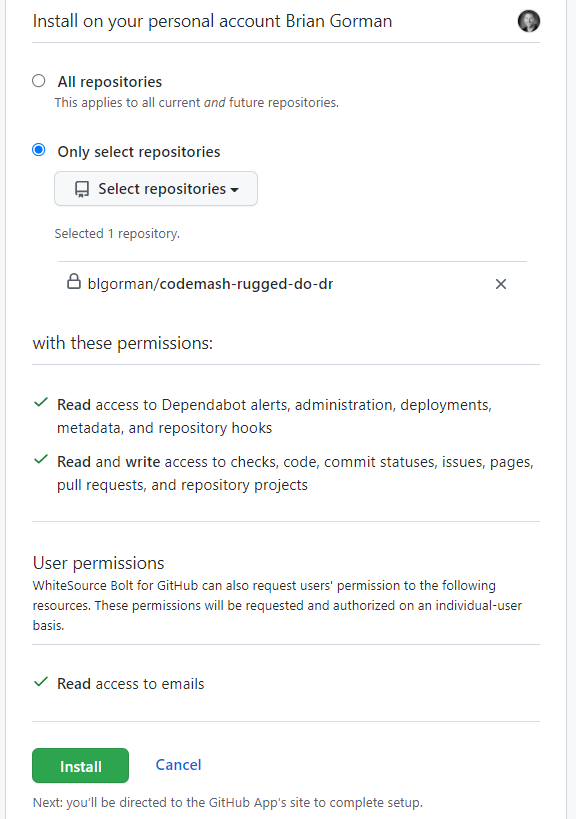 Install on your personal account Brian Gorman
All repositories
This applies to all current and future repositories.
Only select repositories
Select repositories
Selected 1 repository.
blgorman/codemash-rugged-do-dr
with these permissions:
Read access to Dependabot alerts, administration, deployments,
metadata, and repository hooks
Read and write access to checks, code, commit statuses, issues, pages,
pull requests, and repository projects
User permissions
WhiteSource Bolt for GitHub can also request users' permission to the following
resources. These permissions will be requested and authorized on an individual-user
basis.
Read access to emails
Install Cancel
Next: you'll be directed to the GitHub App's site to complete setup.